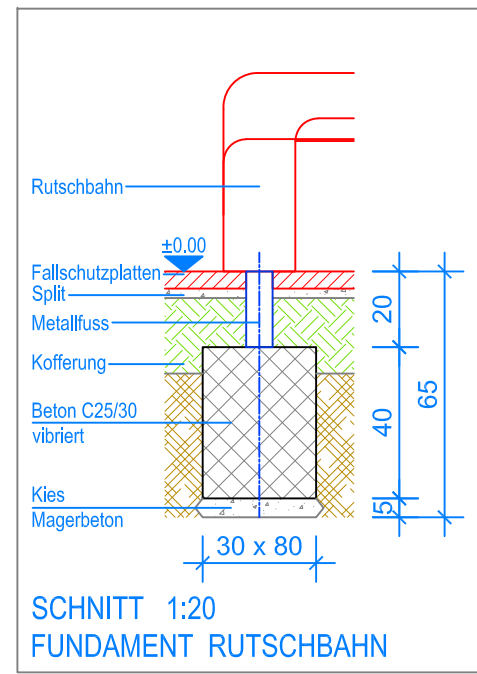 Rutschbahn
±0.00
Fallschutzplatten
Split
Metallfuss
Kofferung
Beton C25/30
vibriert
Kies
Magerbeton
20
40
5
65
30 x 80
SCHNITT 1:20
FUNDAMENT RUTSCHBAHN